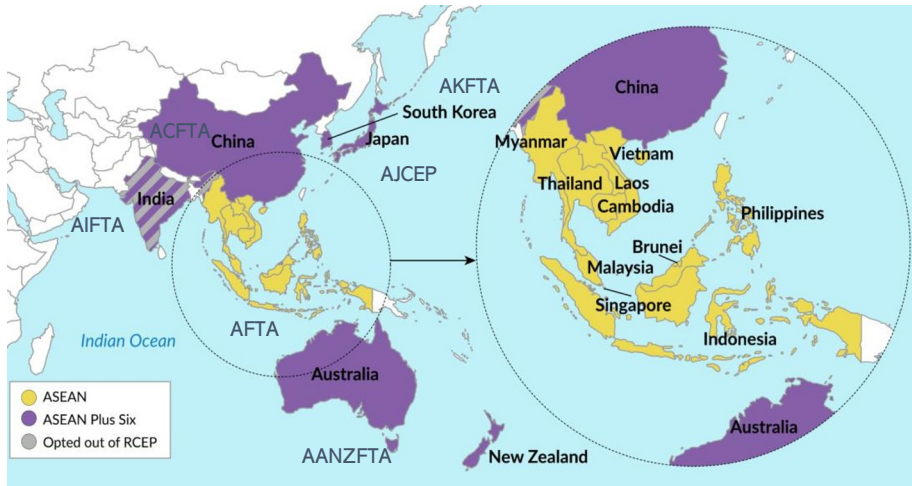 AKFTA
South Korea
ACFTA
China
Japan
AJCEP
India
AIFTA
AFTA
Indian Ocean
Australia
AANZFTA
New Zealand
ASEAN
ASEAN Plus Six
Opted out of RCEP
China
Myanmar
Vietnam
Thailand
Laos
Cambodia
Philippines
Brunei
Malaysia
Singapore
Indonesia
Australia